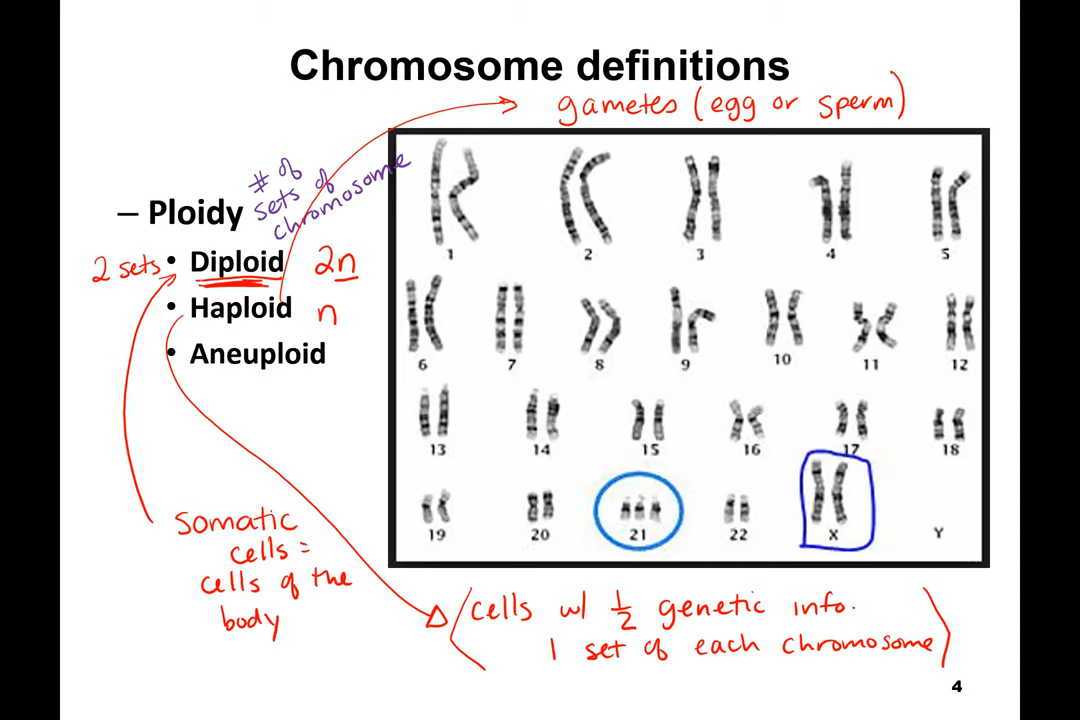 Chromosome definitions
gametes (egg or sperm)
# of
sets of
chromosome
– Ploidy
2 sets • Diploid 2n
• Haploid n
• Aneuploid
1 2 3 4 5
6 7 8 9 10 11 12
13 14 15 16 17 18
19 20 21 22 X Y
Somatic
cells =
cells of the
body
(cells w/ 1/2 genetic info.
1 set of each chromosome)
4